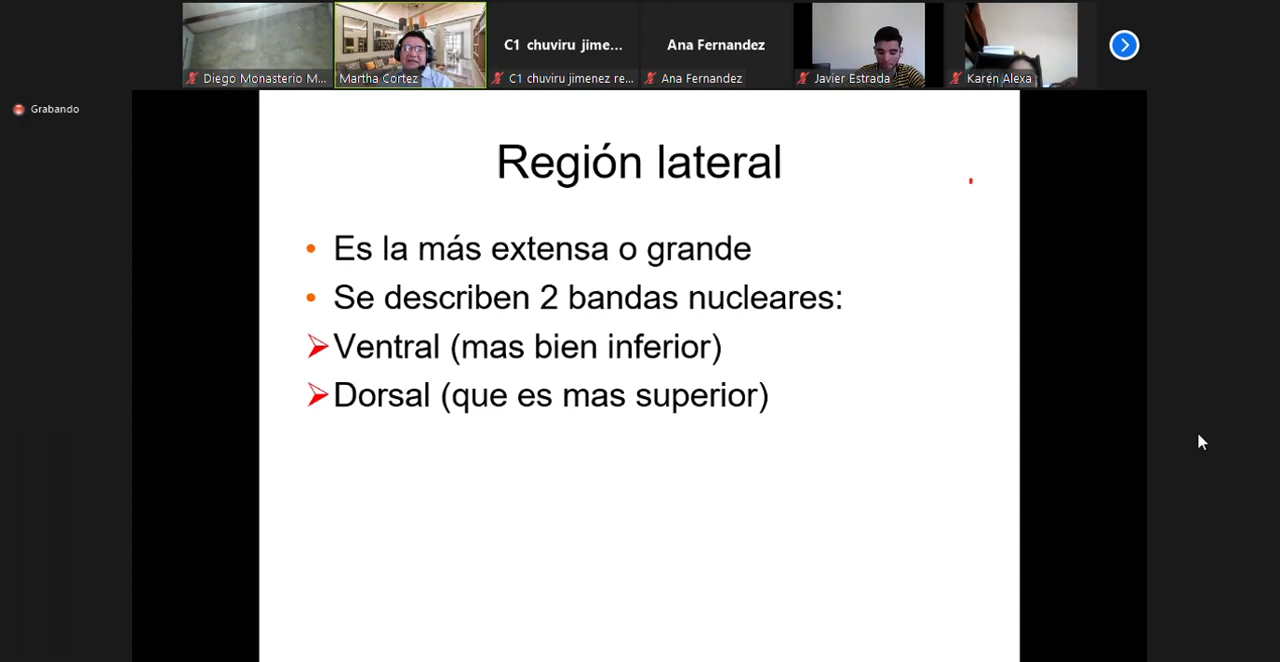 C1 chuviru jime...
Ana Fernandez
Diego Monasterio M...
Martha Cortez
C1 chuviru jimenez re...
Ana Fernandez
Javier Estrada
Karen Alexa
Grabando
Región lateral
• Es la más extensa o grande
• Se describen 2 bandas nucleares:
➢ Ventral (mas bien inferior)
➢ Dorsal (que es mas superior)